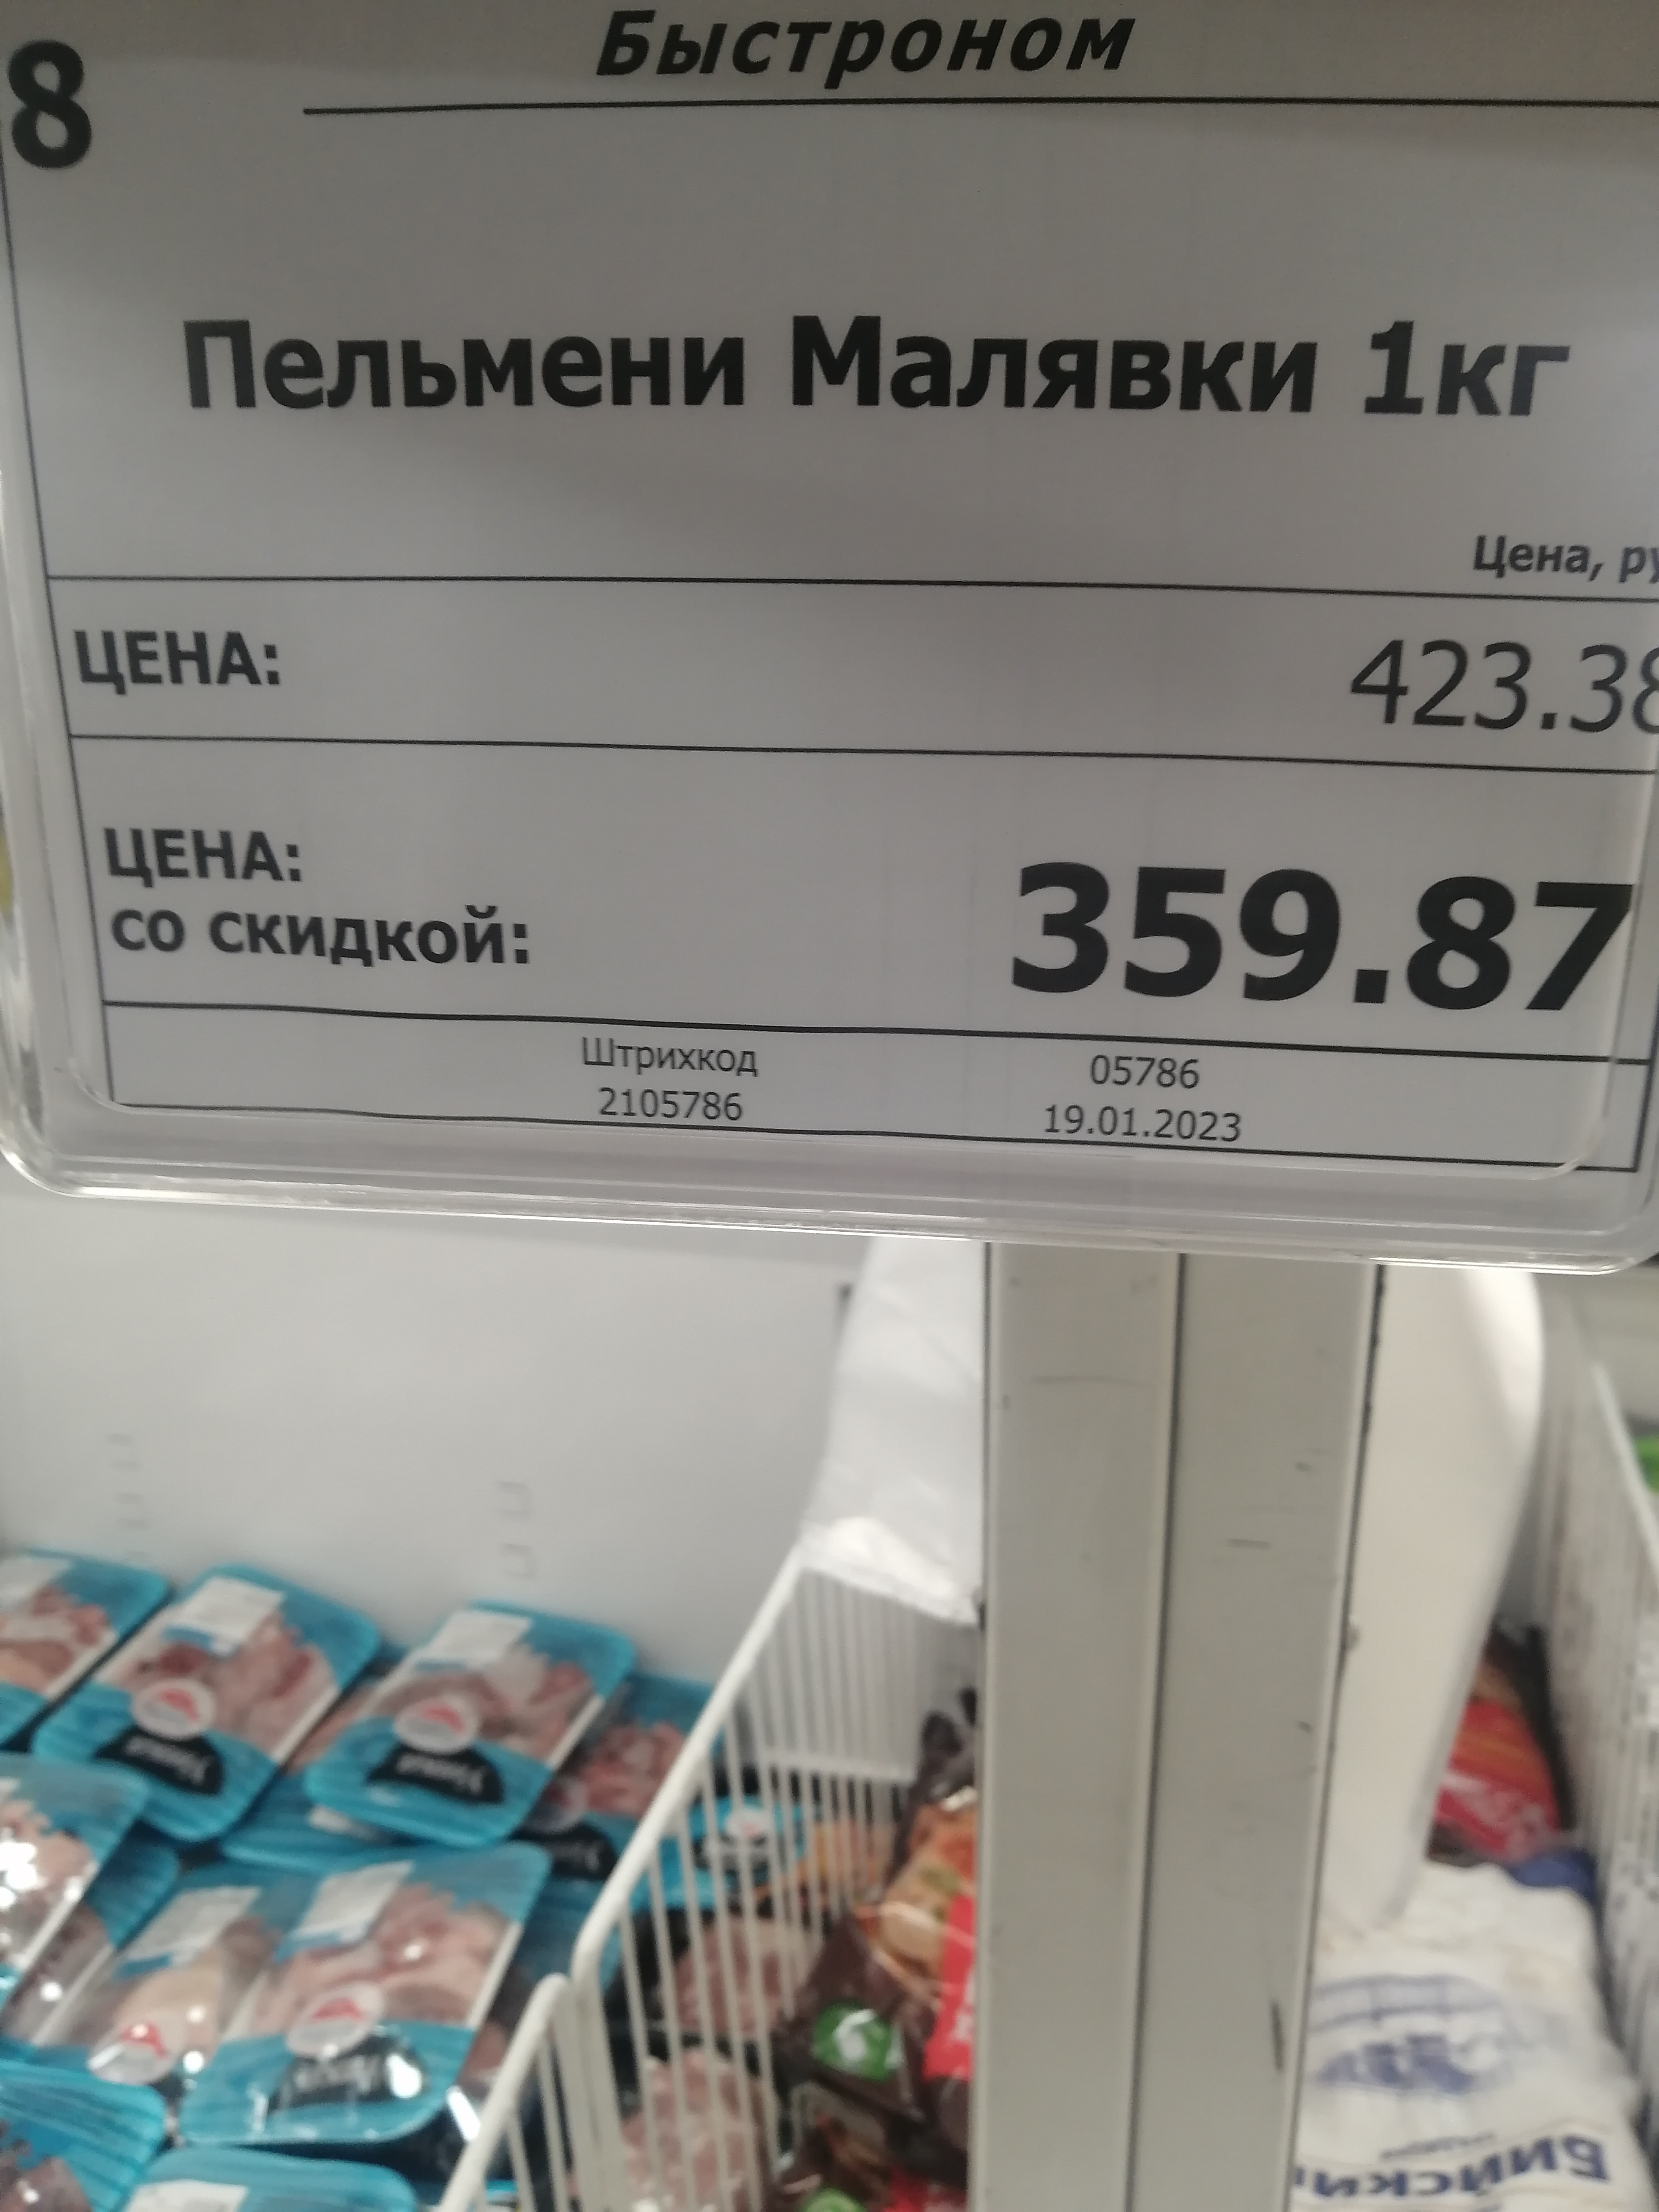 8
Быстроном
Пельмени Малявки 1кг
Цена, ру
ЦЕНА:
423.38
ЦЕНА:
со скидкой:
359.87
Штрихкод
05786
2105786
19.01.2023
Бийский